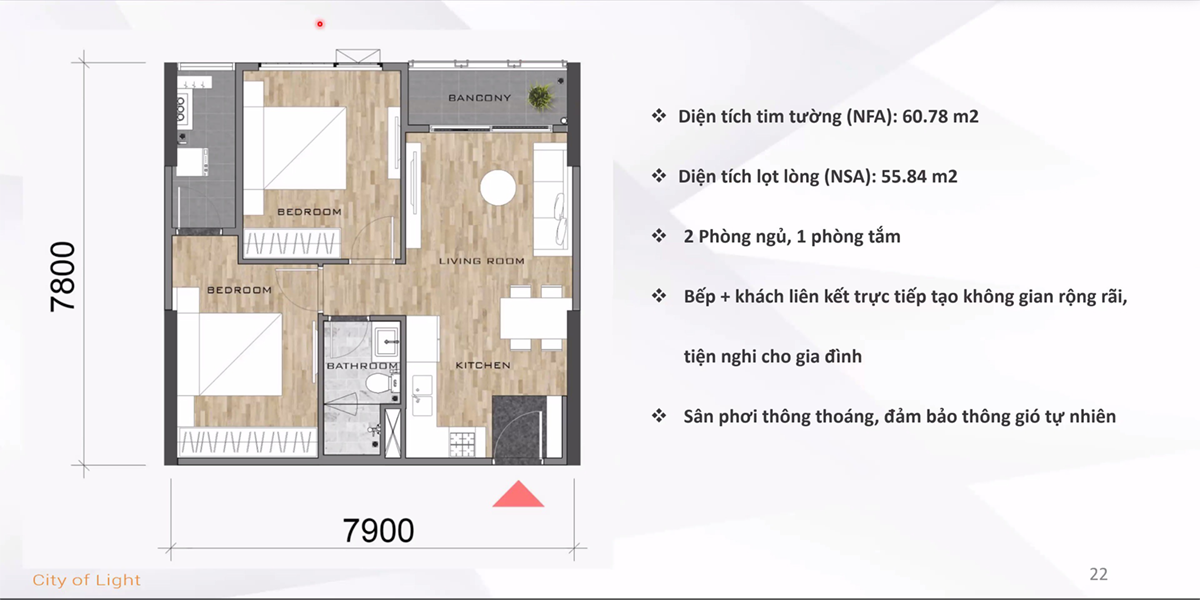 BANCONY
BEDROOM
LIVING ROOM
BEDROOM
BATHROOM
KITCHEN
7800
7900
❖ Diện tích tim tường (NFA): 60.78 m2
❖ Diện tích lọt lòng (NSA): 55.84 m2
❖ 2 Phòng ngủ, 1 phòng tắm
❖ Bếp + khách liên kết trực tiếp tạo không gian rộng rãi,
tiện nghi cho gia đình
❖ Sân phơi thông thoáng, đảm bảo thông gió tự nhiên
City of Light
22